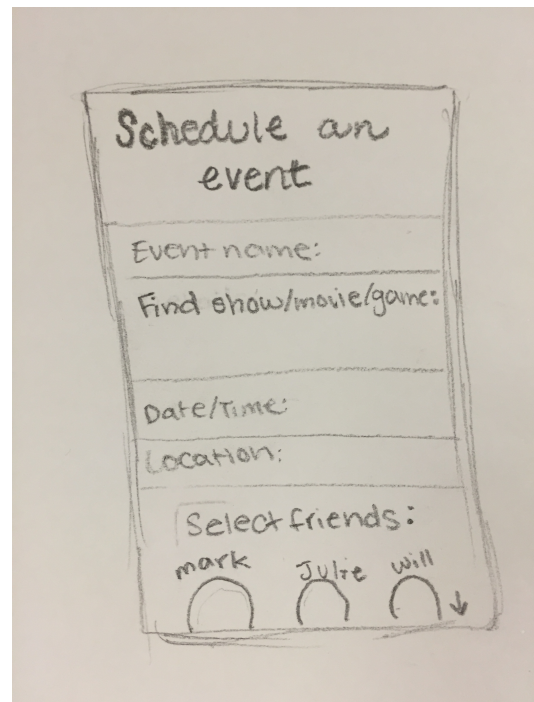 Schedule an
event
Event name:
Find show/movie/game:
Date/Time:
Location:
Select friends:
mark Julie will